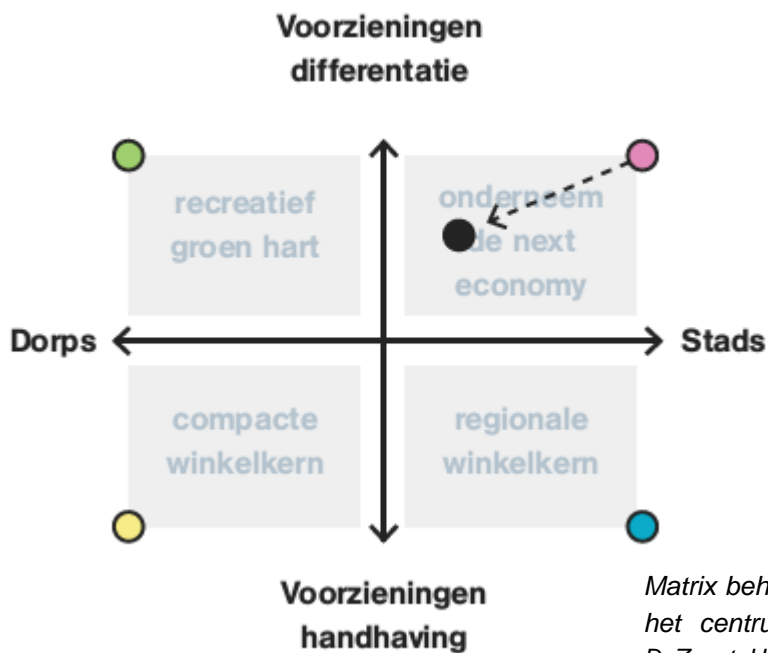 Voorzieningen
differentatie
recreatief
groen hart
onderneem
de next
economy
Dorps
Stads
compacte
winkelkern
regionale
winkelkern
Voorzieningen
handhaving
Matrix beh
het centru